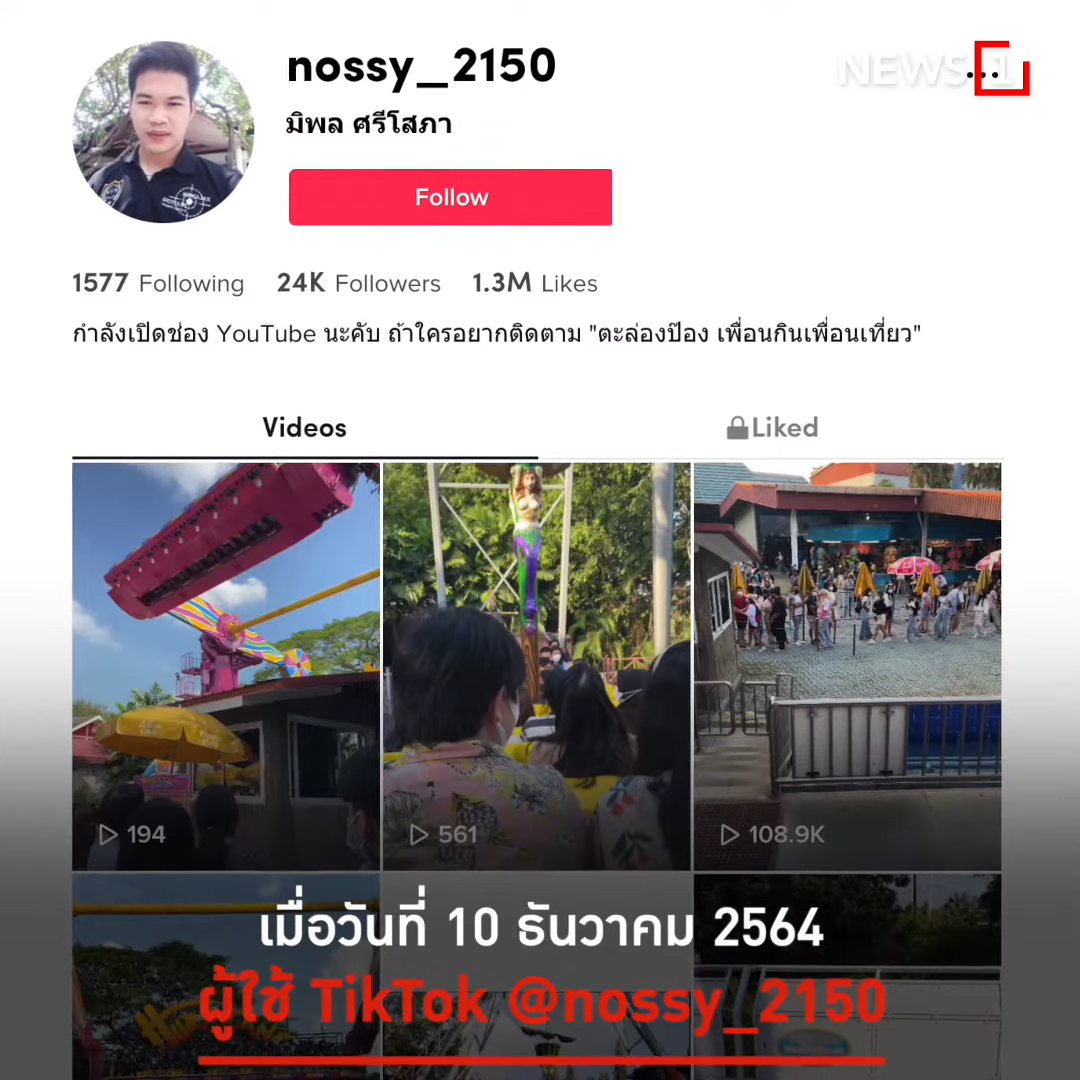 nossy_2150
NEWS 1
มิพล ศรีโสภา
Follow
1577 Following 24K Followers 1.3M Likes
กำลังเปิดช่อง YouTube นะคับ ถ้าใครอยากติดตาม "ตะล่องป๊อง เพื่อนกินเพื่อนเที่ยว"
Videos Liked
194 561 108.9K
เมื่อวันที่ 10 ธันวาคม 2564
ผู้ใช้ TikTok @nossy_2150